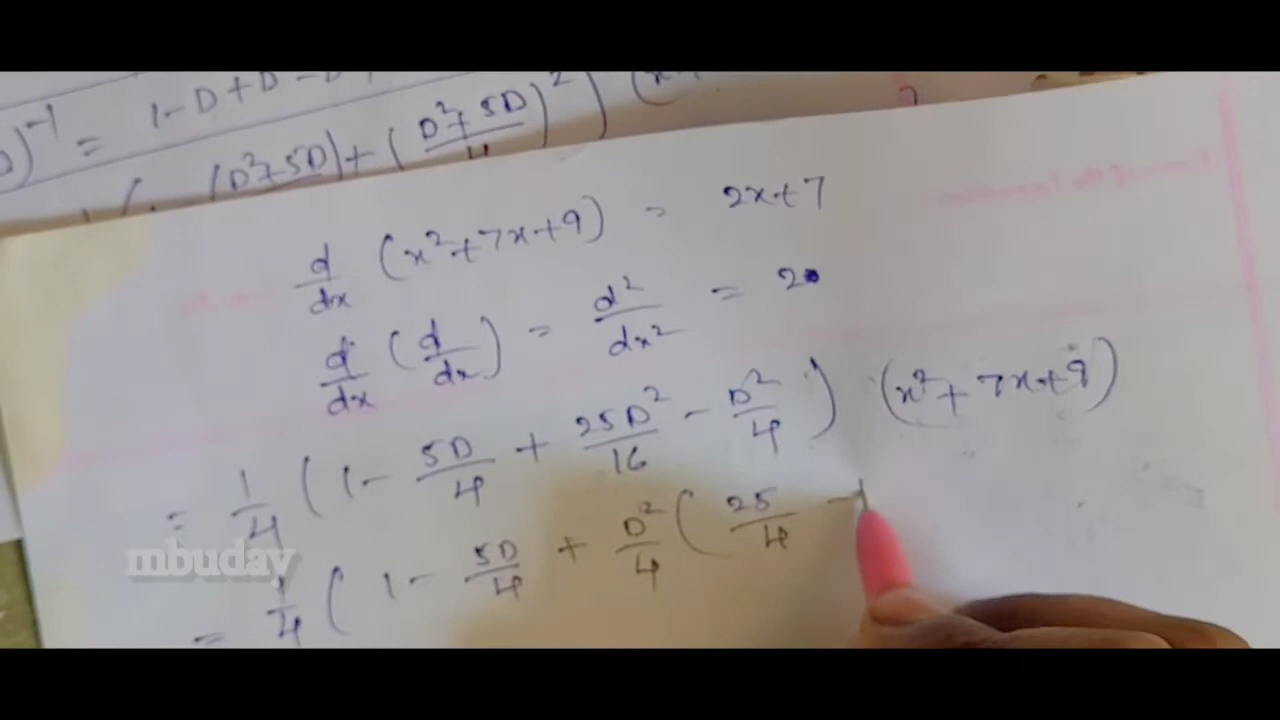 )^-1 = 1-D+D-D
(D²+5D)+(D²+5D/4)²) (x
d/dx (x²+7x+9) = 2x+7
d/dx (d/dx) = d²/dx² = 2
= 1/4 (1- 5D/4 + 25D²/16 - D²/4) (x²+7x+9)
= 1/4 (1- 5D/4 + D²/4 (25/4 -
mbuday